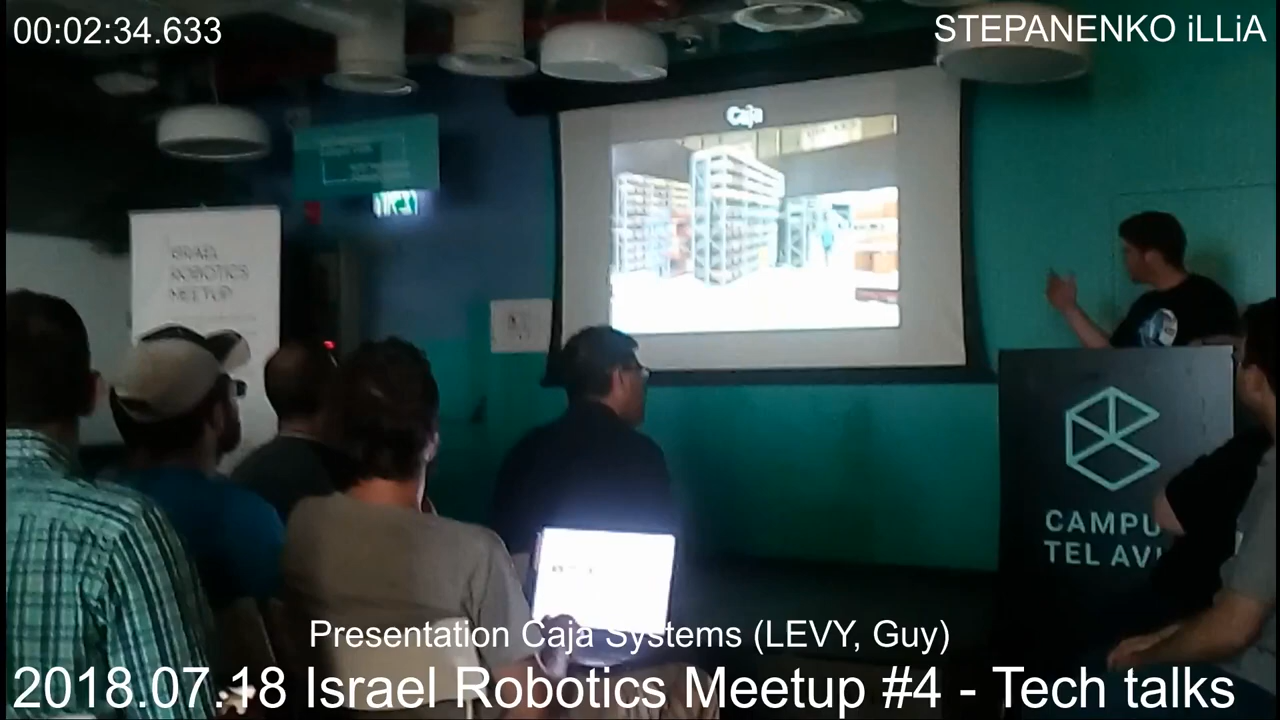 00:02:34.633
STEPANENKO iLLiA
Caja
ISRAEL
ROBOTICS
MEETUP
CAMPU
TEL AVI
Presentation Caja Systems (LEVY, Guy)
2018.07.18 Israel Robotics Meetup #4 - Tech talks